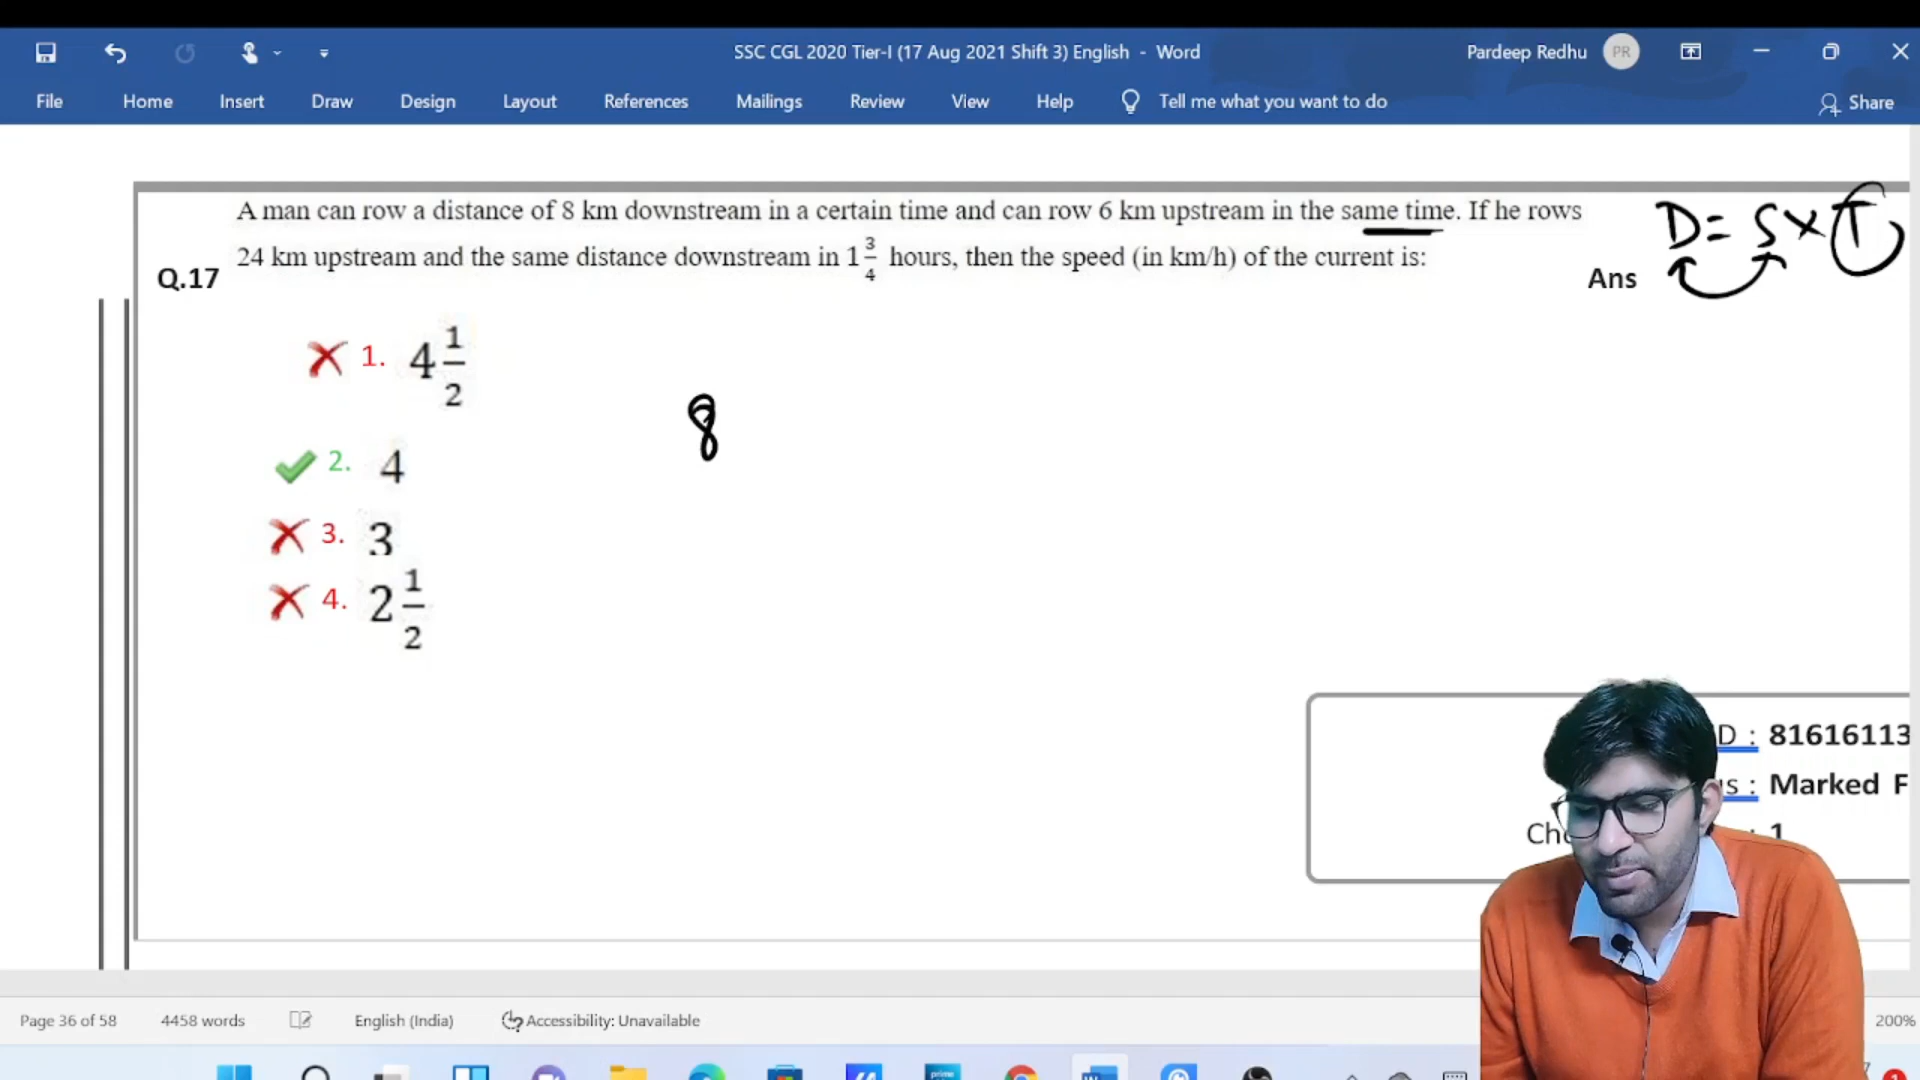 SSC CGL 2020 Tier-I (17 Aug 2021 Shift 3) English - Word
Pardeep Redhu PR
File Home Insert Draw Design Layout References Mailings Review View Help Tell me what you want to do Share
A man can row a distance of 8 km downstream in a certain time and can row 6 km upstream in the same time. If he rows
24 km upstream and the same distance downstream in 1 3/4 hours, then the speed (in km/h) of the current is:
Q.17
Ans
D = S × T
1. 4 1/2
8
2. 4
3. 3
4. 2 1/2
D : 81616113
s : Marked F
Cho
1
Page 36 of 58 4458 words English (India) Accessibility: Unavailable 200%
prime
1